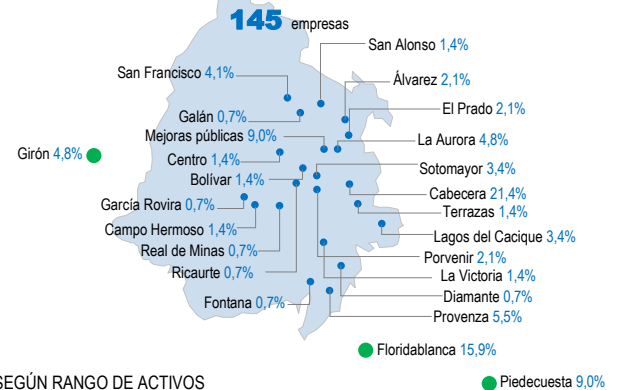 145 empresas
San Alonso 1,4%
San Francisco 4,1%
Álvarez 2,1%
Galán 0,7%
El Prado 2,1%
Mejoras públicas 9,0%
La Aurora 4,8%
Girón 4,8%
Centro 1,4%
Sotomayor 3,4%
Bolívar 1,4%
Cabecera 21,4%
García Rovira 0,7%
Terrazas 1,4%
Campo Hermoso 1,4%
Lagos del Cacique 3,4%
Real de Minas 0,7%
Porvenir 2,1%
Ricaurte 0,7%
La Victoria 1,4%
Diamante 0,7%
Fontana 0,7%
Provenza 5,5%
Floridablanca 15,9%
SEGÚN RANGO DE ACTIVOS
Piedecuesta 9,0%